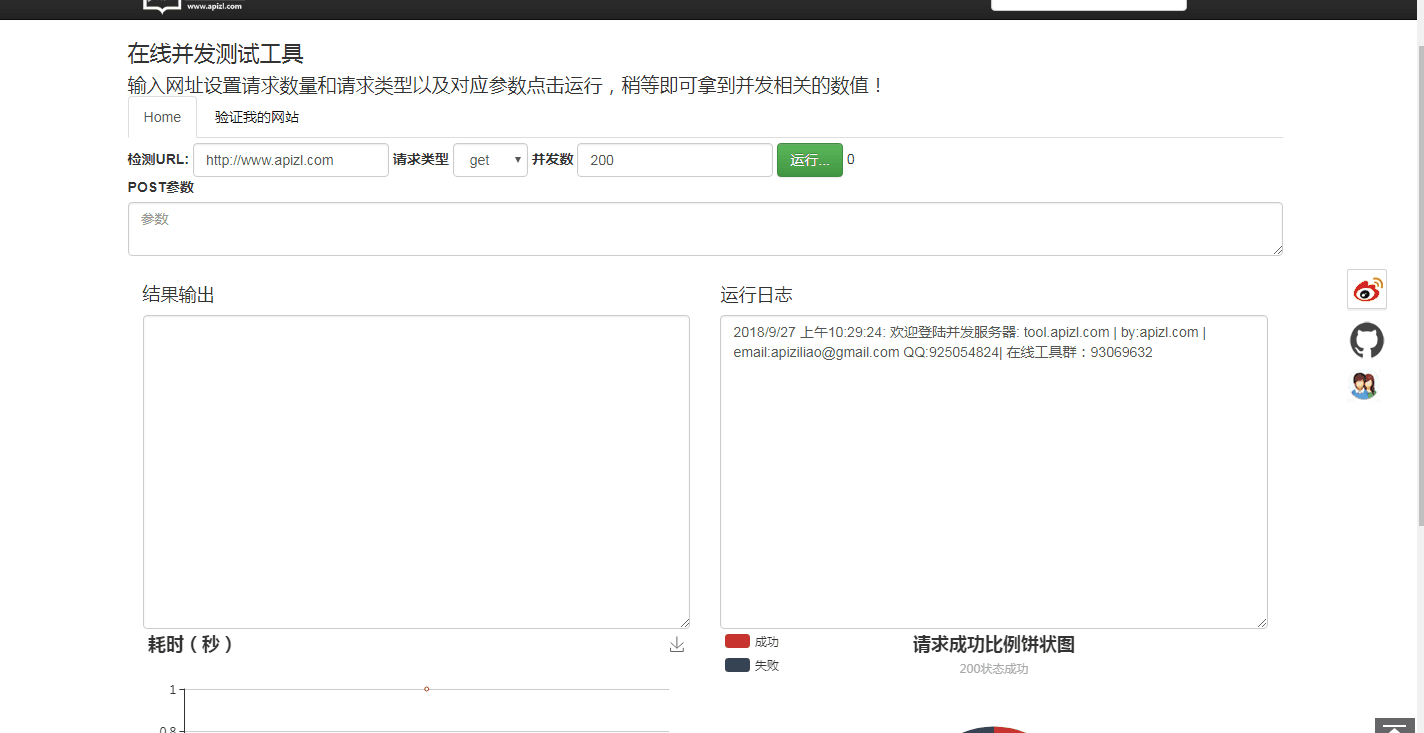 www.apizl.com
在线并发测试工具
输入网址设置请求数量和请求类型以及对应参数点击运行，稍等即可拿到并发相关的数值！
Home 验证我的网站
检测URL: http://www.apizl.com 请求类型 get 并发数 200 运行... 0
POST参数
参数
结果输出
运行日志
2018/9/27 上午10:29:24: 欢迎登陆并发服务器: tool.apizl.com | by:apizl.com |
email:apiziliao@gmail.com QQ:925054824| 在线工具群：93069632
耗时（秒）
成功
失败
请求成功比例饼状图
200状态成功
1
0.8